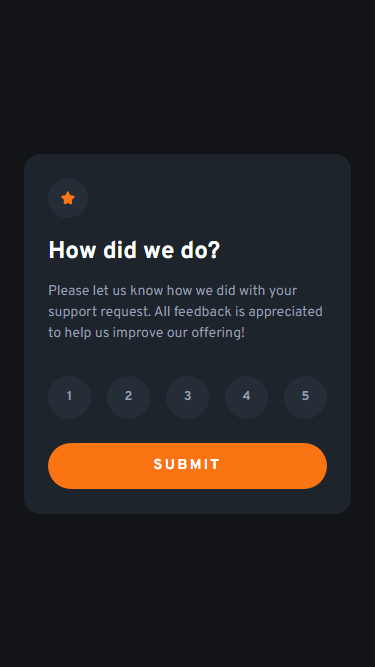 How did we do?
Please let us know how we did with your
support request. All feedback is appreciated
to help us improve our offering!
1 2 3 4 5
SUBMIT